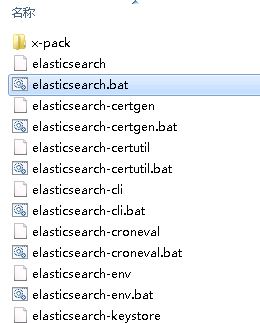 名称
x-pack
elasticsearch
elasticsearch.bat
elasticsearch-certgen
elasticsearch-certgen.bat
elasticsearch-certutil
elasticsearch-certutil.bat
elasticsearch-cli
elasticsearch-cli.bat
elasticsearch-croneval
elasticsearch-croneval.bat
elasticsearch-env
elasticsearch-env.bat
elasticsearch-keystore